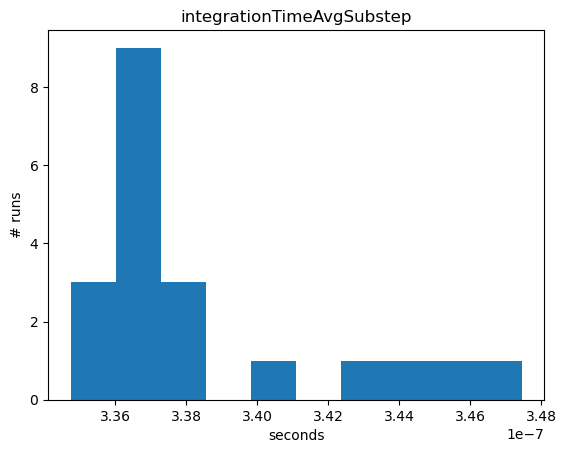 integrationTimeAvgSubstep
8
6
4
2
0
# runs
3.36 3.38 3.40 3.42 3.44 3.46 3.48
seconds
1e−7